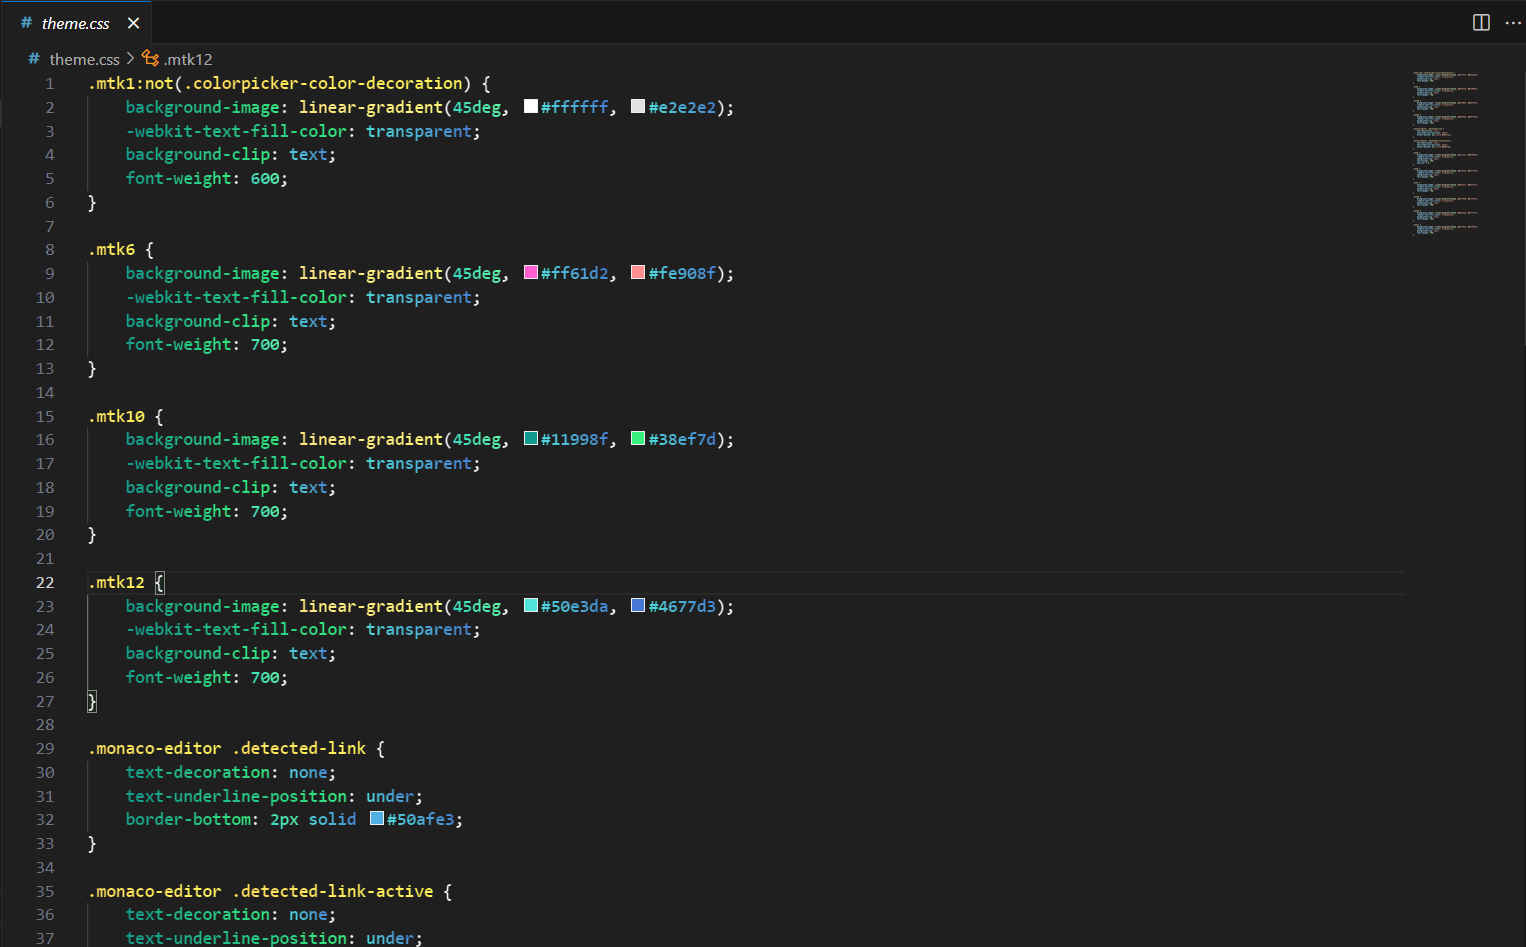 # theme.css ×
# theme.css > .mtk12
1 .mtk1:not(.colorpicker-color-decoration) {
2     background-image: linear-gradient(45deg, #ffffff, #e2e2e2);
3     -webkit-text-fill-color: transparent;
4     background-clip: text;
5     font-weight: 600;
6 }
7
8 .mtk6 {
9     background-image: linear-gradient(45deg, #ff61d2, #fe908f);
10     -webkit-text-fill-color: transparent;
11     background-clip: text;
12     font-weight: 700;
13 }
14
15 .mtk10 {
16     background-image: linear-gradient(45deg, #11998f, #38ef7d);
17     -webkit-text-fill-color: transparent;
18     background-clip: text;
19     font-weight: 700;
20 }
21
22 .mtk12 {
23     background-image: linear-gradient(45deg, #50e3da, #4677d3);
24     -webkit-text-fill-color: transparent;
25     background-clip: text;
26     font-weight: 700;
27 }
28
29 .monaco-editor .detected-link {
30     text-decoration: none;
31     text-underline-position: under;
32     border-bottom: 2px solid #50afe3;
33 }
34
35 .monaco-editor .detected-link-active {
36     text-decoration: none;
37     text-underline-position: under;